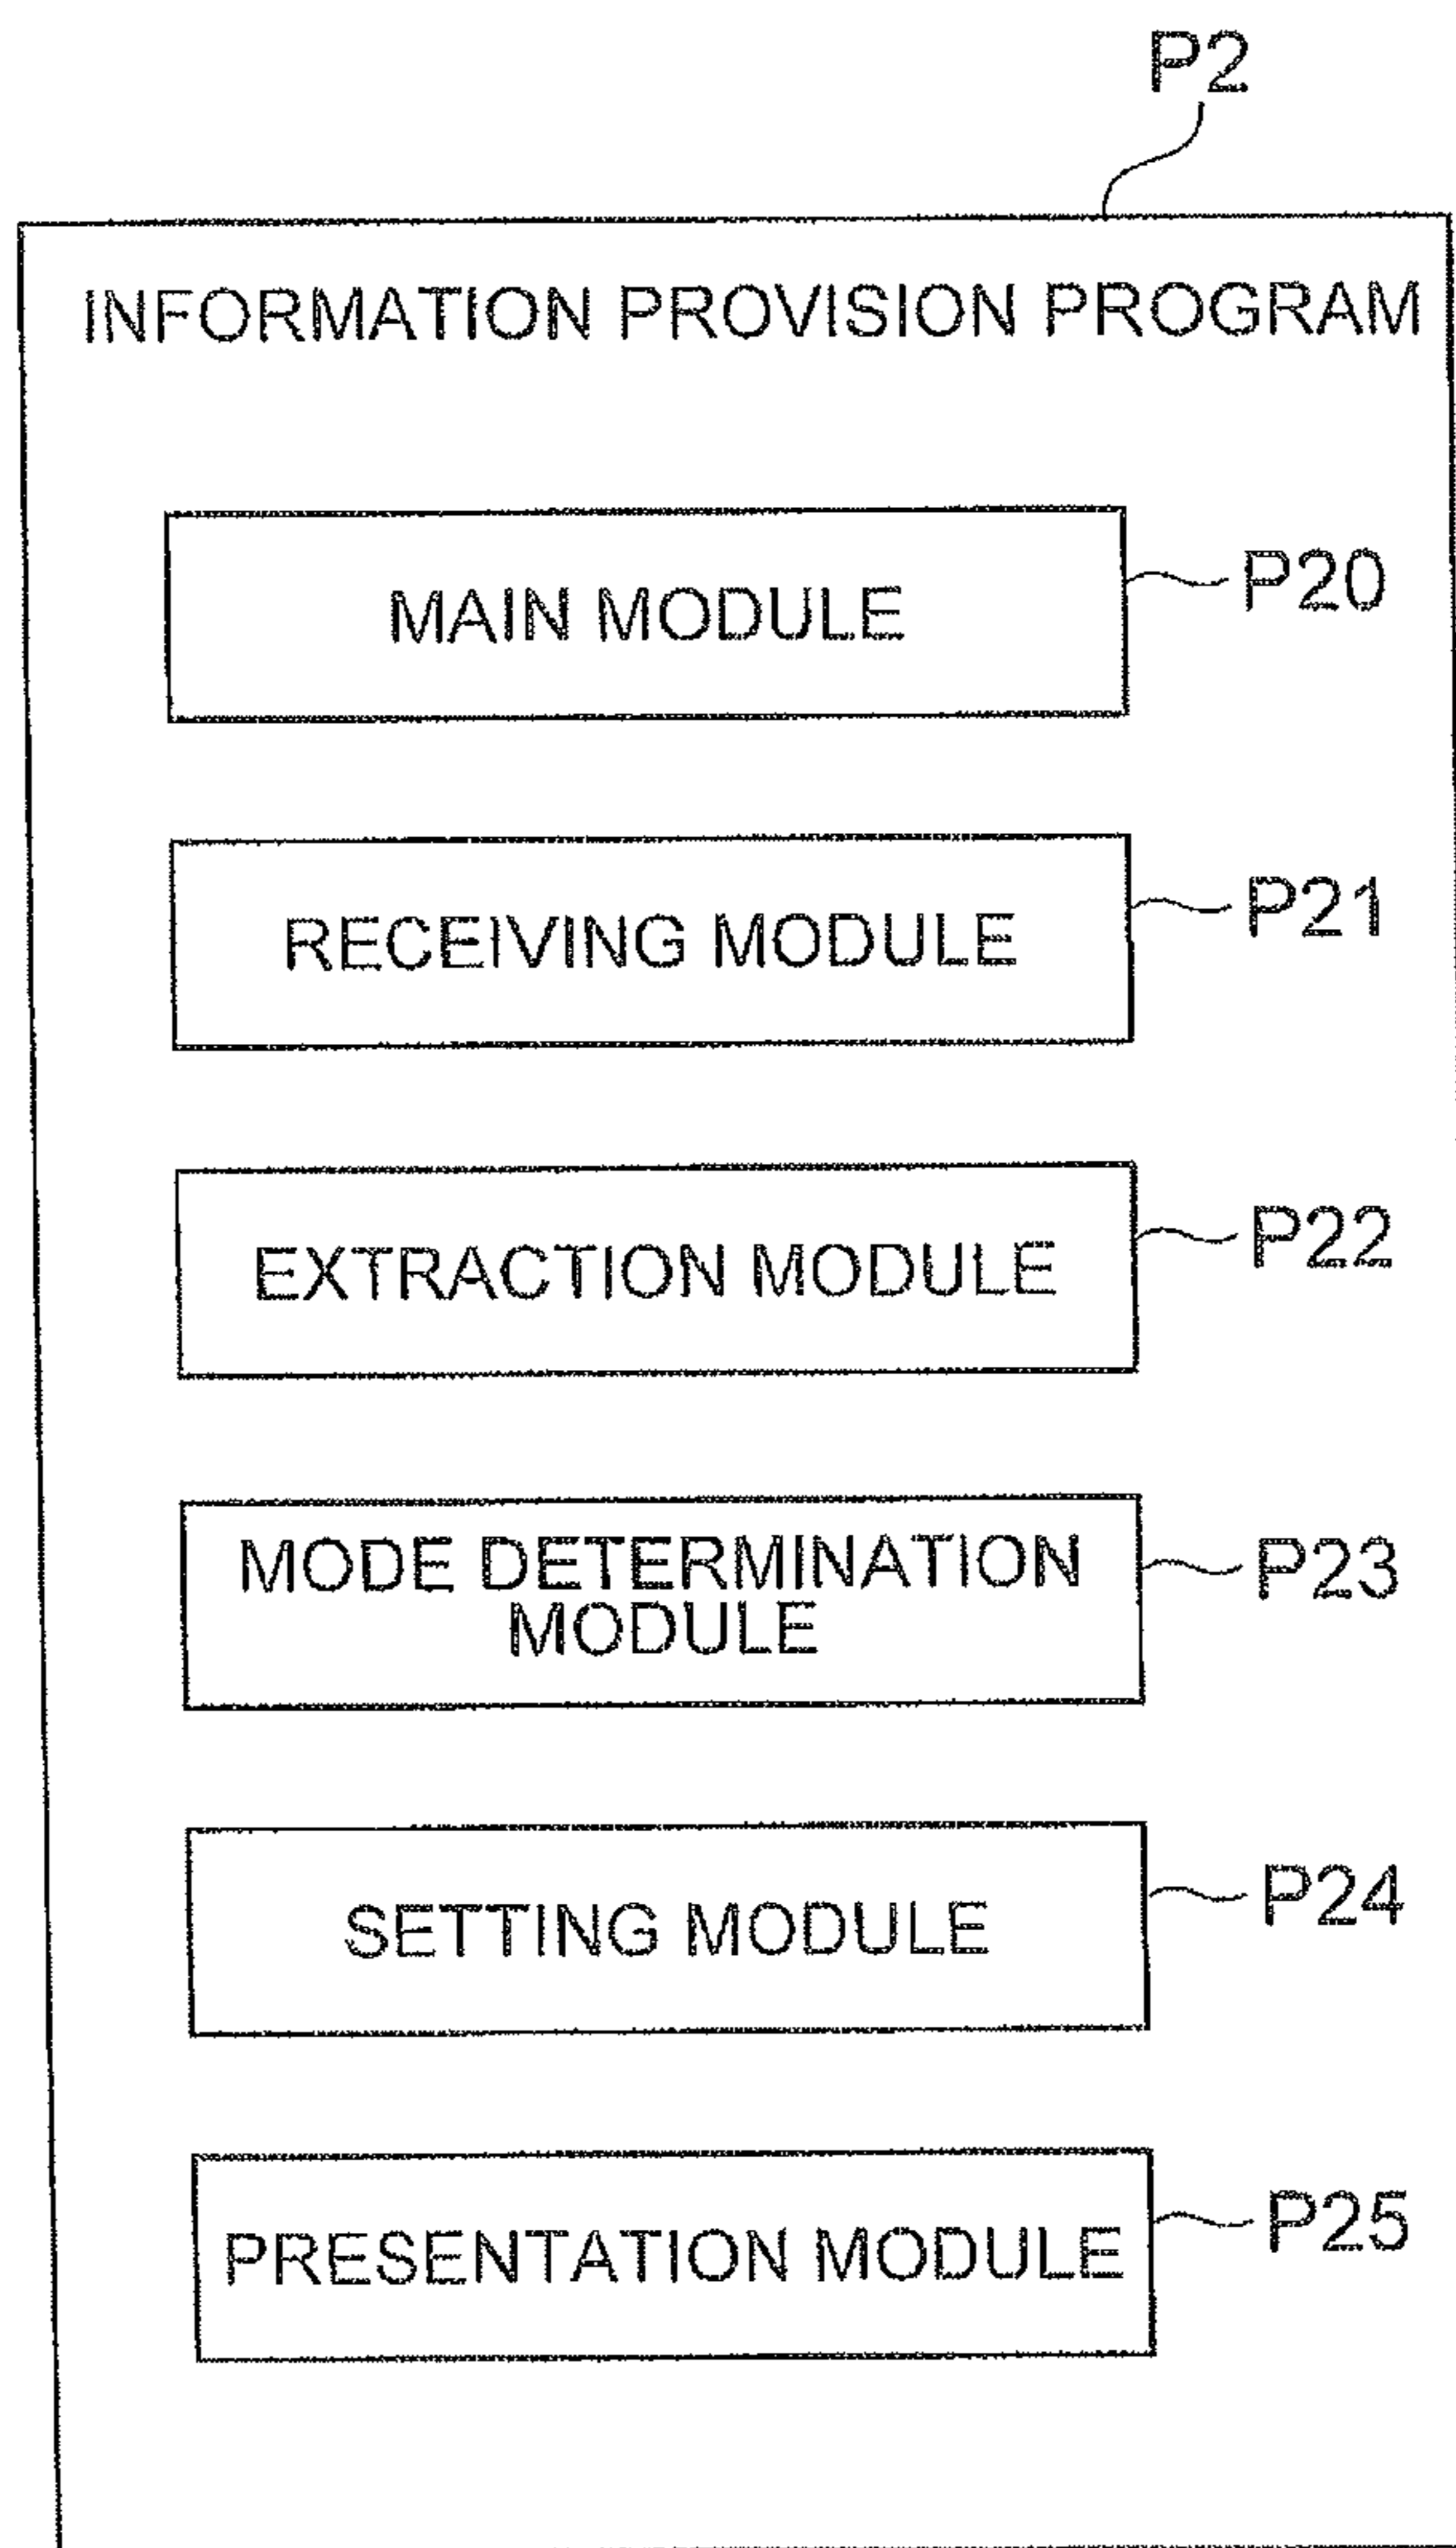 P2
INFORMATION PROVISION PROGRAM
MAIN MODULE
P20
RECEIVING MODULE
P21
EXTRACTION MODULE
P22
MODE DETERMINATION
MODULE
P23
SETTING MODULE
P24
PRESENTATION MODULE
P25